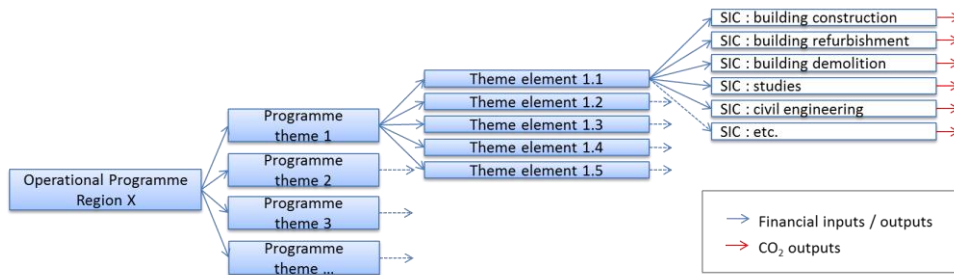 Operational Programme
Region X
Programme
theme 1
Programme
theme 2
Programme
theme 3
Programme
theme ...
Theme element 1.1
Theme element 1.2
Theme element 1.3
Theme element 1.4
Theme element 1.5
SIC : building construction
SIC : building refurbishment
SIC : building demolition
SIC : studies
SIC : civil engineering
SIC : etc.
Financial inputs / outputs
CO₂ outputs